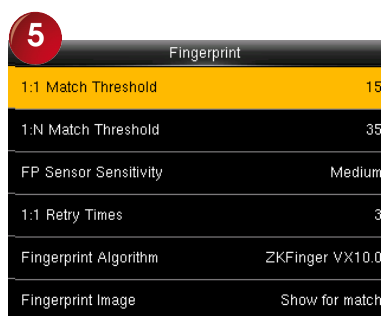 5
Fingerprint
1:1 Match Threshold 15
1:N Match Threshold 35
FP Sensor Sensitivity Medium
1:1 Retry Times 3
Fingerprint Algorithm ZKFinger VX10.0
Fingerprint Image Show for match